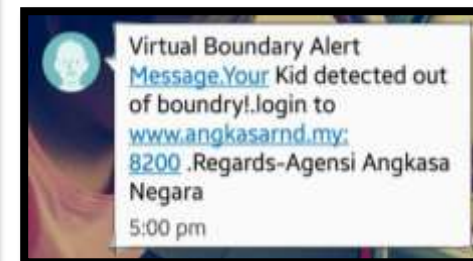 Virtual Boundary Alert
Message.Your Kid detected out
of boundry!.login to
www.angkasarnd.my:
8200 .Regards-Agensi Angkasa
Negara
5:00 pm